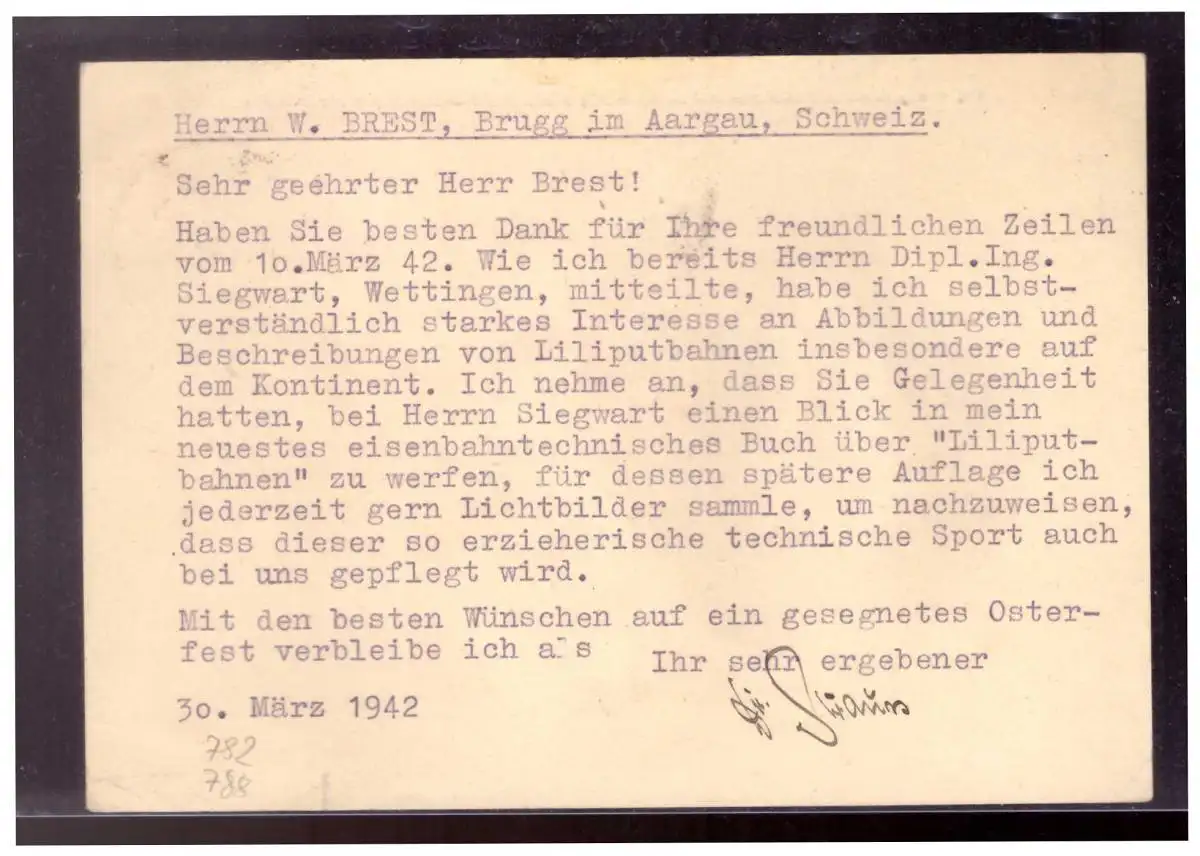 Herrn W. BREST, Brugg im Aargau, Schweiz.
Sehr geehrter Herr Brest!
Haben Sie besten Dank für Ihre freundlichen Zeilen
vom 10.März 42. Wie ich bereits Herrn Dipl.Ing.
Siegwart, Wettingen, mitteilte, habe ich selbst-
verständlich starkes Interesse an Abbildungen und
Beschreibungen von Liliputbahnen insbesondere auf
dem Kontinent. Ich nehme an, dass Sie Gelegenheit
hatten, bei Herrn Siegwart einen Blick in mein
neuestes eisenbahntechnisches Buch über "Liliput-
bahnen" zu werfen, für dessen spätere Auflage ich
jederzeit gern Lichtbilder sammle, um nachzuweisen,
dass dieser so erzieherische technische Sport auch
bei uns gepflegt wird.
Mit den besten Wünschen auf ein gesegnetes Oster-
fest verbleibe ich als
Ihr sehr ergebener
Dr. Strauss
30. März 1942
782
788